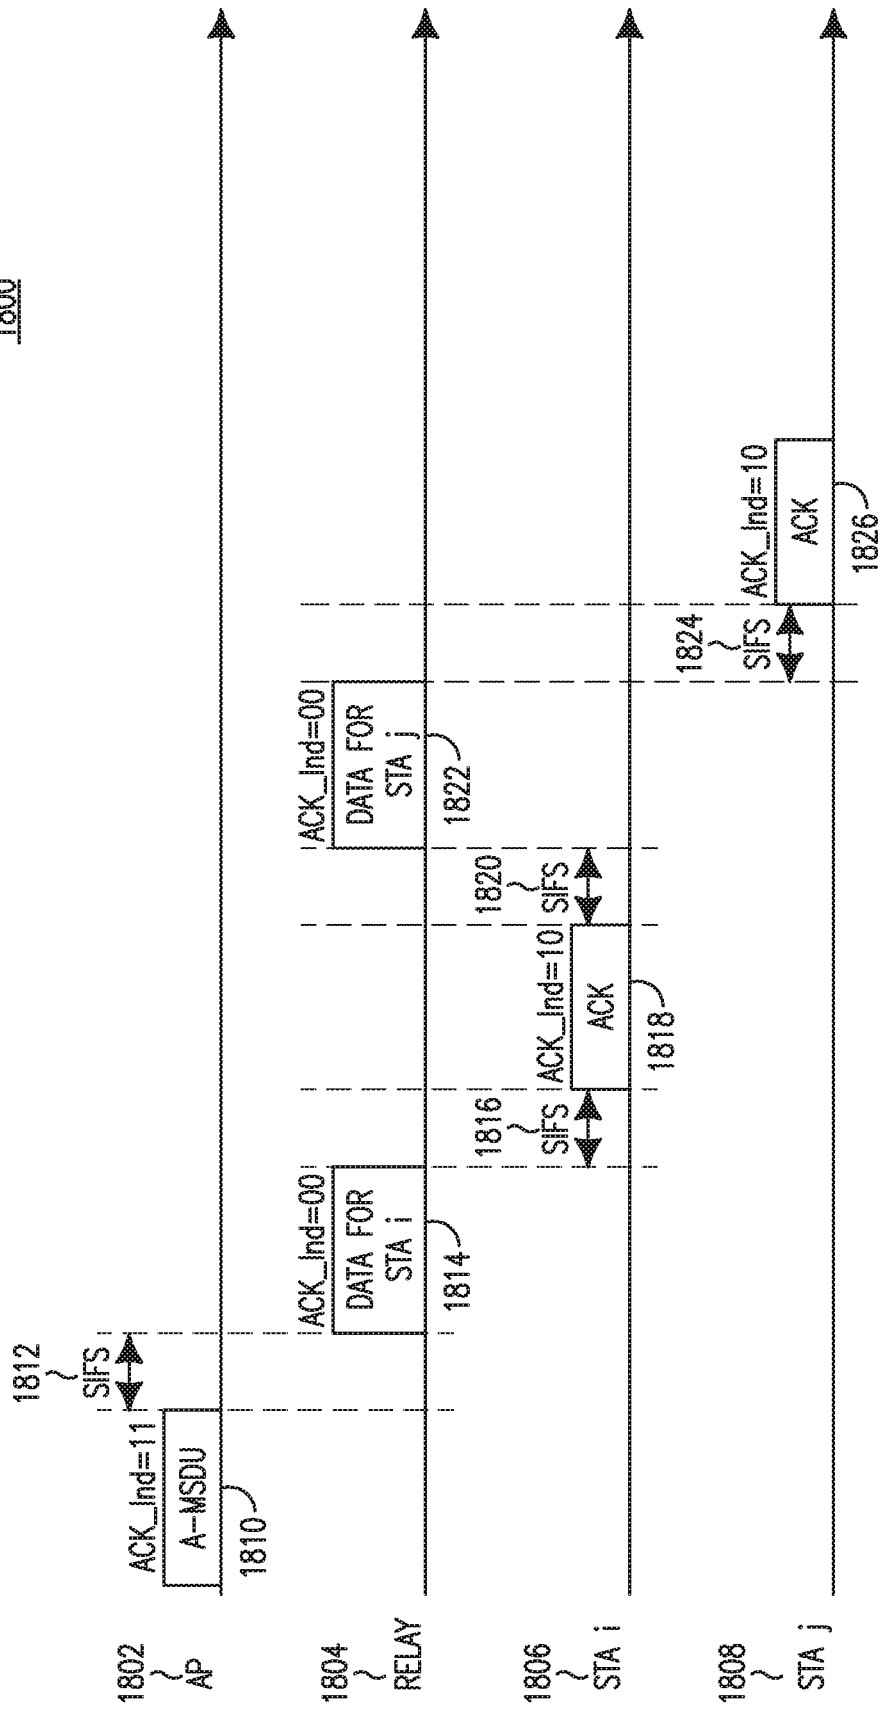 1800
1812
SIFS
ACK_Ind=11
A-MSDU
1810
1802
AP
ACK_Ind=00
DATA FOR
STA i
1814
ACK_Ind=00
DATA FOR
STA j
1822
1804
RELAY
1816
SIFS
ACK_Ind=10
ACK
1818
1820
SIFS
1806
STA i
1824
SIFS
ACK_Ind=10
ACK
1826
1808
STA j